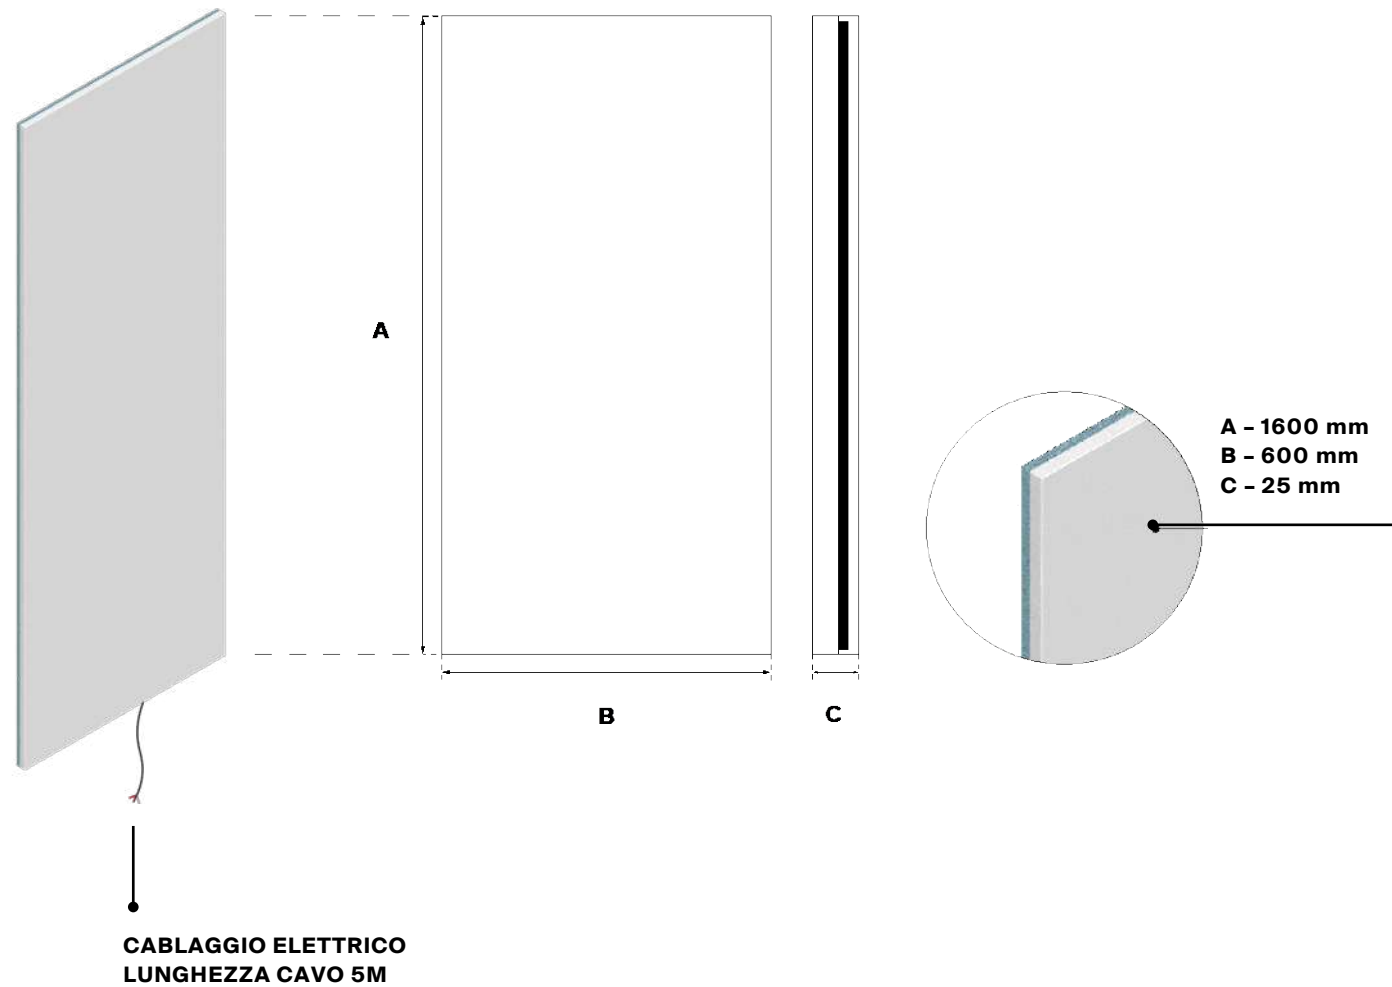 A
B
C
A – 1600 mm
B – 600 mm
C – 25 mm
CABLAGGIO ELETTRICO
LUNGHEZZA CAVO 5M